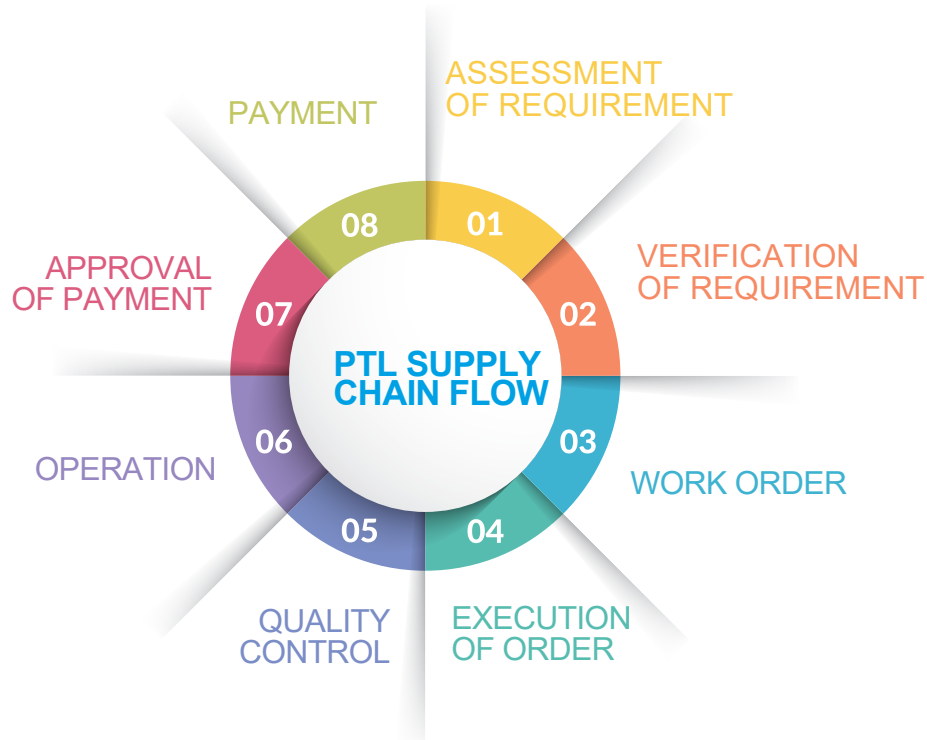 PTL SUPPLY
CHAIN FLOW
01
ASSESSMENT
OF REQUIREMENT
02
VERIFICATION
OF REQUIREMENT
03
WORK ORDER
04
EXECUTION
OF ORDER
05
QUALITY
CONTROL
06
OPERATION
07
APPROVAL
OF PAYMENT
08
PAYMENT